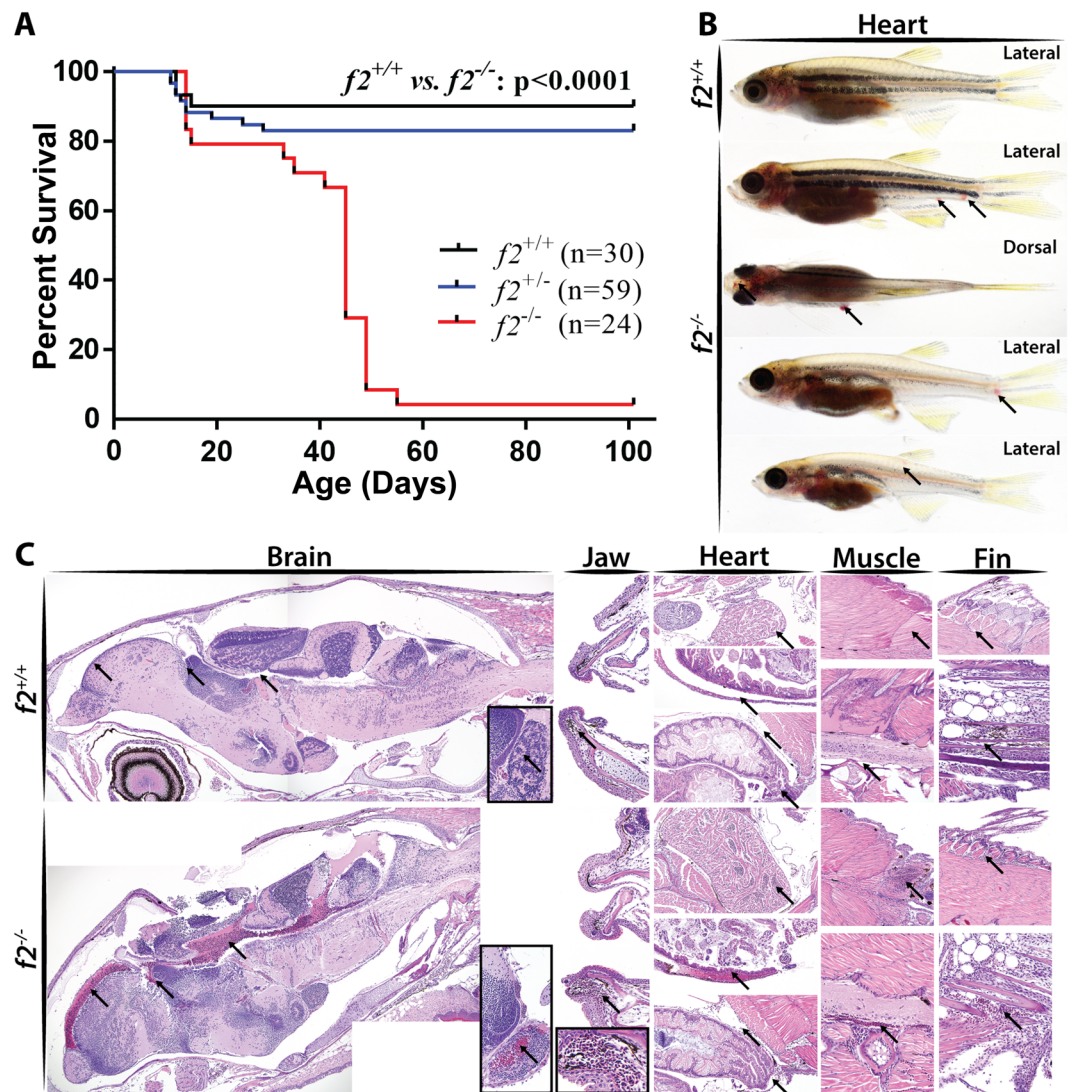 A
Percent Survival
100
80
60
40
20
0
0 20 40 60 80 100
Age (Days)
f2+/+ vs. f2-/-: p<0.0001
f2+/+ (n=30)
f2+/- (n=59)
f2-/- (n=24)
B
Heart
f2+/+
Lateral
f2-/-
Lateral
Dorsal
Lateral
Lateral
C
Brain Jaw Heart Muscle Fin
f2+/+
f2-/-